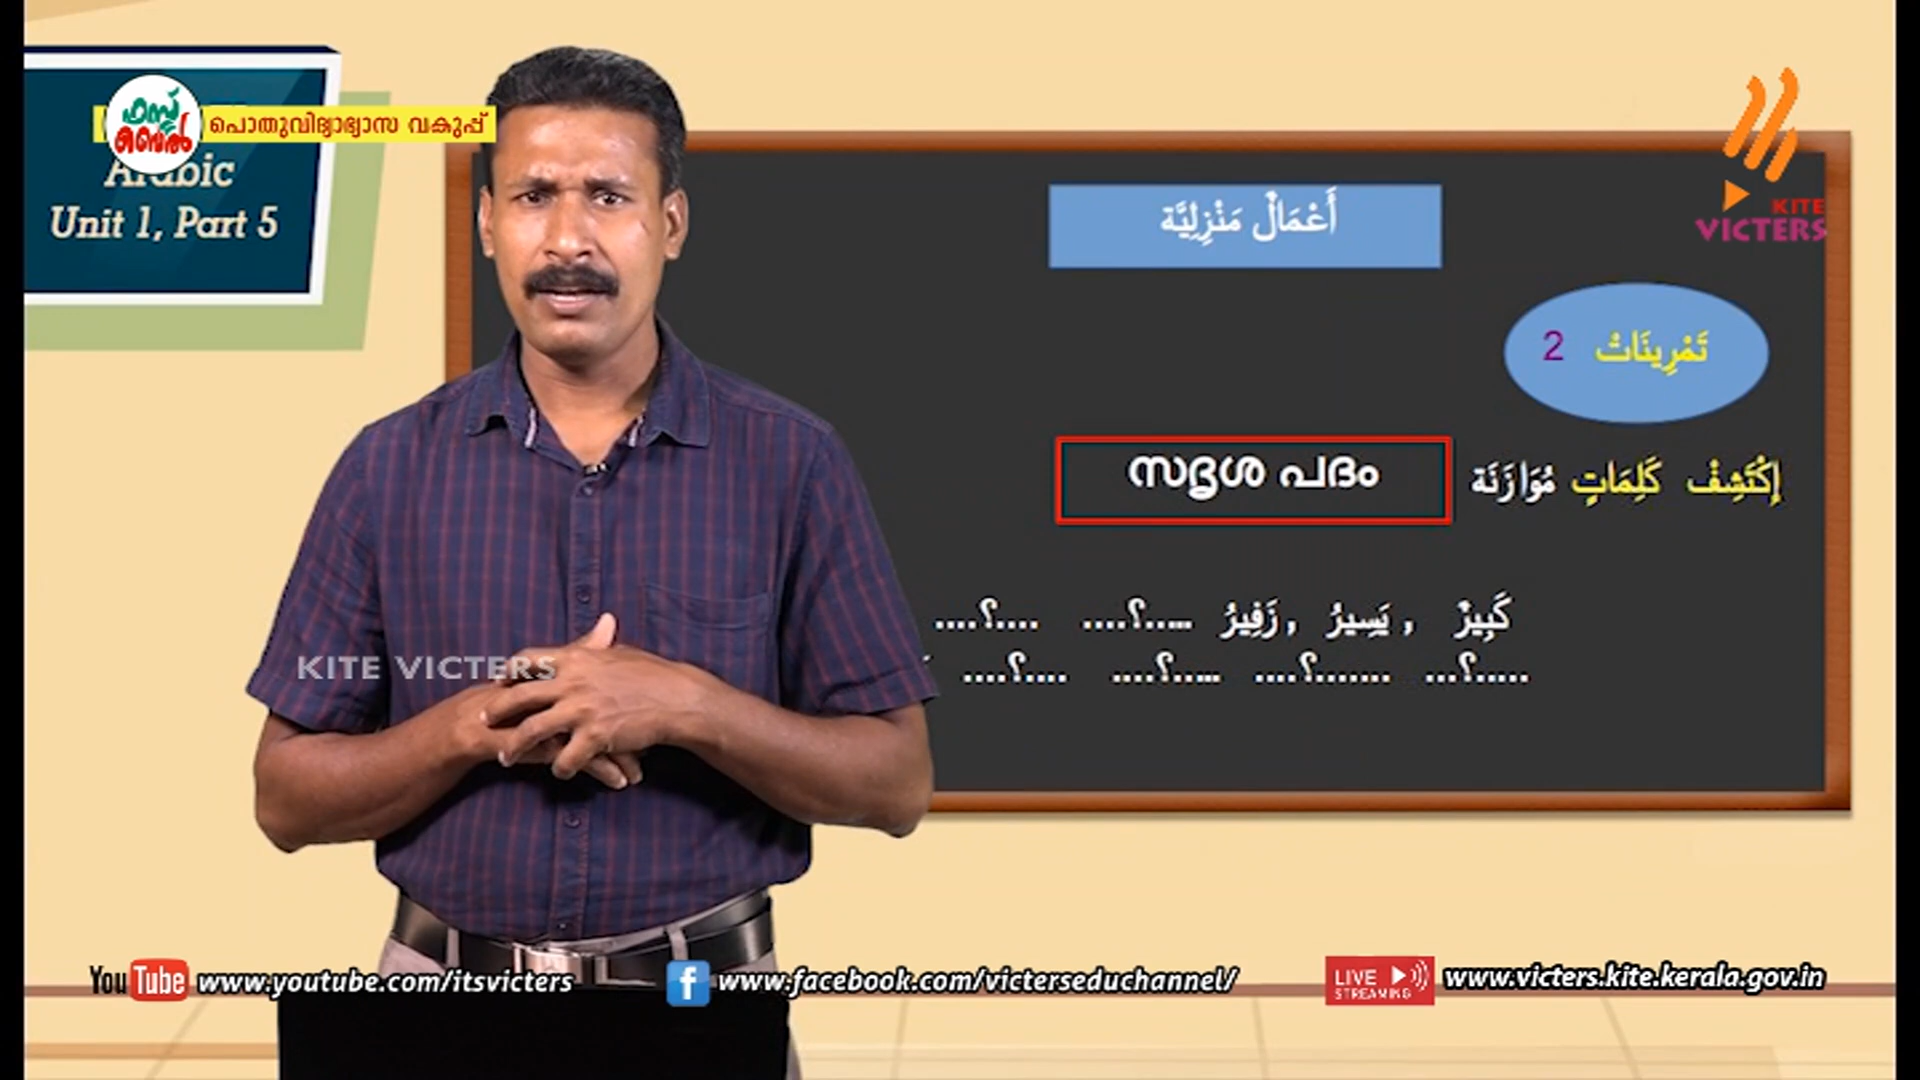 ഫസ്റ്റ് ബെൽ
പൊതുവിദ്യാഭ്യാസ വകുപ്പ്
Arabic
Unit 1, Part 5
KITE
VICTERS
أَعْمَالٌ مَنْزِلِيَّة
تَمْرِينَاتْ 2
إِكْتَشِفْ كَلِمَاتٍ مُوَازَنَة
സദൃശ പദം
كَبِيرٌ , يَسِيرُ , زَفِيرُ .....؟.... ....؟....
.....؟... .......؟.... .....؟.... ....؟....
KITE VICTERS
YouTube www.youtube.com/itsvicters
f www.facebook.com/victerseduchannel/
LIVE STREAMING www.victers.kite.kerala.gov.in